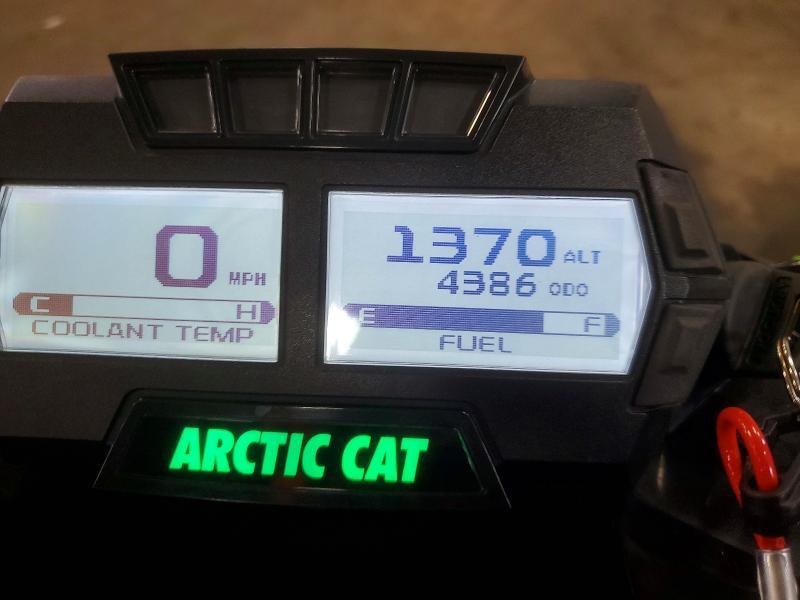 0 MPH
C H
COOLANT TEMP
1370 ALT
4386 ODO
E F
FUEL
ARCTIC CAT